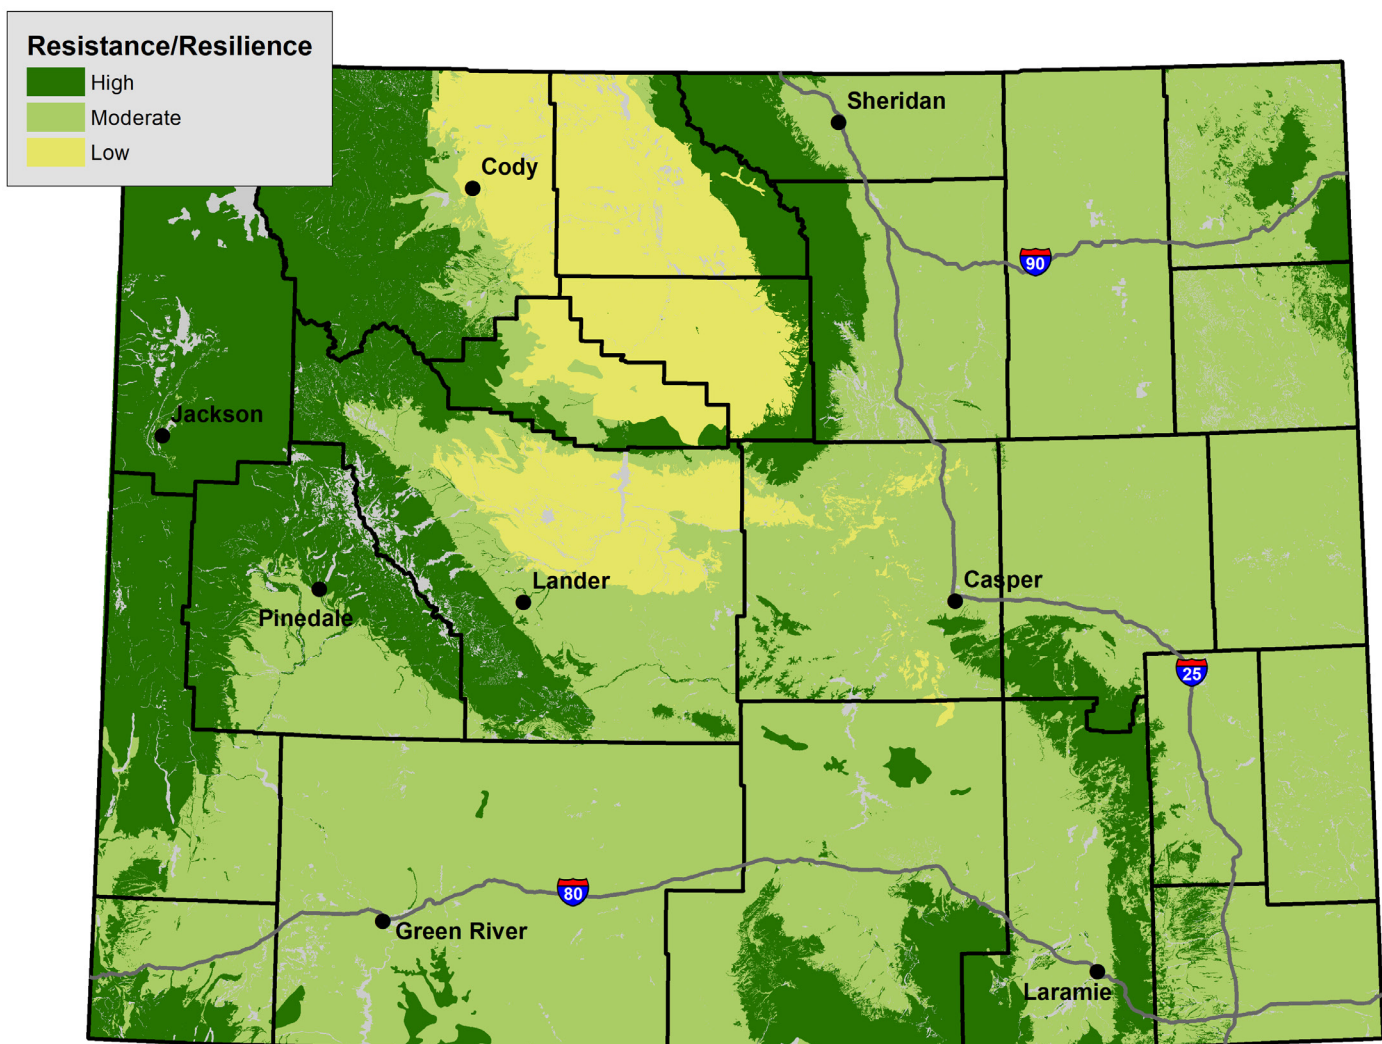 Resistance/Resilience
High
Moderate
Low
Sheridan
Cody
90
Jackson
Lander
Casper
Pinedale
25
80
Green River
Laramie